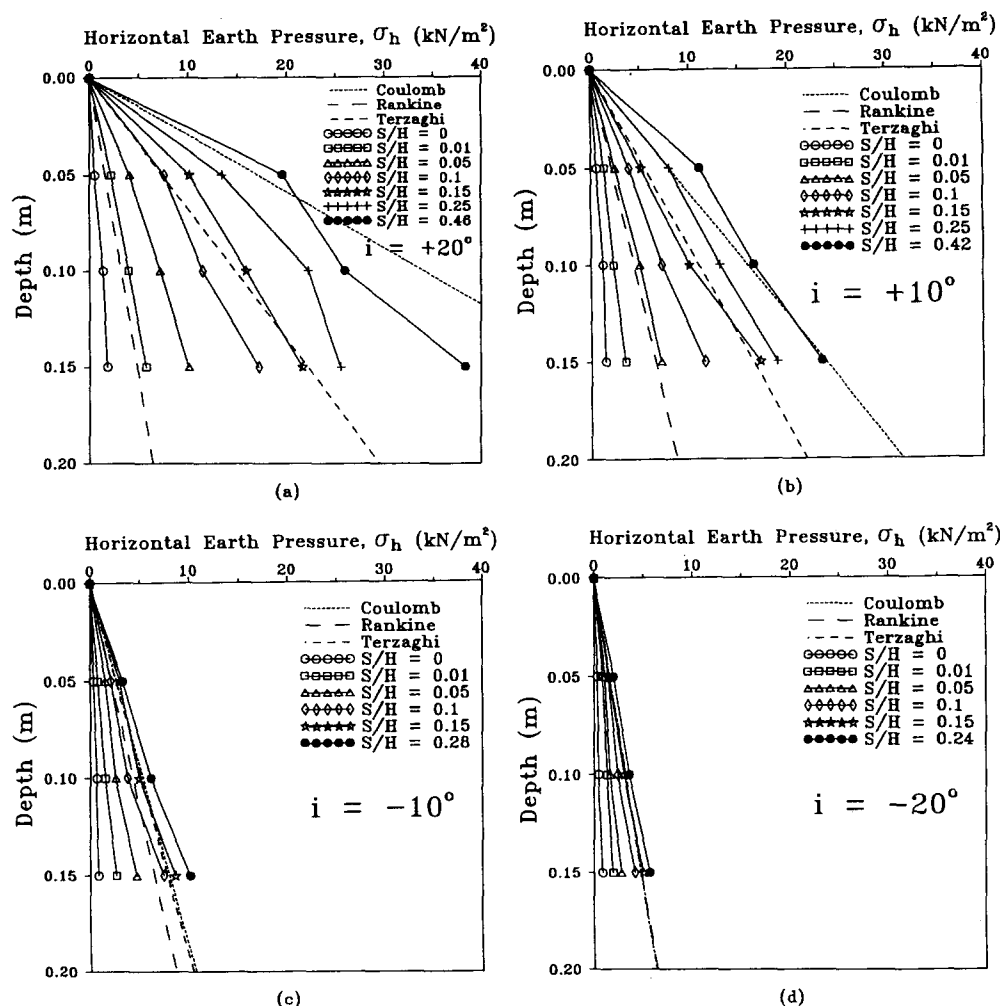 (a)
Horizontal Earth Pressure, σh (kN/m²)
0 10 20 30 40
0.00
0.05
0.10
0.15
0.20
Depth (m)
Coulomb
Rankine
Terzaghi
S/H = 0
S/H = 0.01
S/H = 0.05
S/H = 0.1
S/H = 0.15
S/H = 0.25
S/H = 0.46
i = +20°
(b)
Horizontal Earth Pressure, σh (kN/m²)
0 10 20 30 40
0.00
0.05
0.10
0.15
0.20
Depth (m)
Coulomb
Rankine
Terzaghi
S/H = 0
S/H = 0.01
S/H = 0.05
S/H = 0.1
S/H = 0.15
S/H = 0.25
S/H = 0.42
i = +10°
(c)
Horizontal Earth Pressure, σh (kN/m²)
0 10 20 30 40
0.00
0.05
0.10
0.15
0.20
Depth (m)
Coulomb
Rankine
Terzaghi
S/H = 0
S/H = 0.01
S/H = 0.05
S/H = 0.1
S/H = 0.15
S/H = 0.28
i = −10°
(d)
Horizontal Earth Pressure, σh (kN/m²)
0 10 20 30 40
0.00
0.05
0.10
0.15
0.20
Depth (m)
Coulomb
Rankine
Terzaghi
S/H = 0
S/H = 0.01
S/H = 0.05
S/H = 0.1
S/H = 0.15
S/H = 0.24
i = −20°